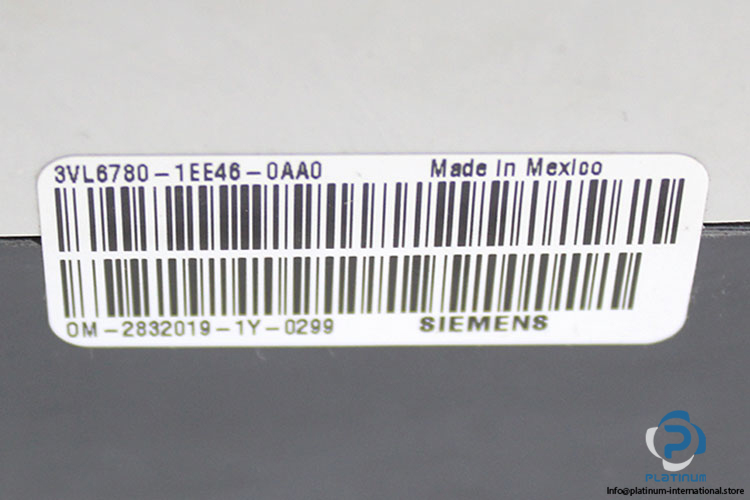 3VL6780-1EE46-0AA0 Made in Mexico
0M-2832019-1Y-0299 SIEMENS
PLATINUM
Info@platinum-international.store